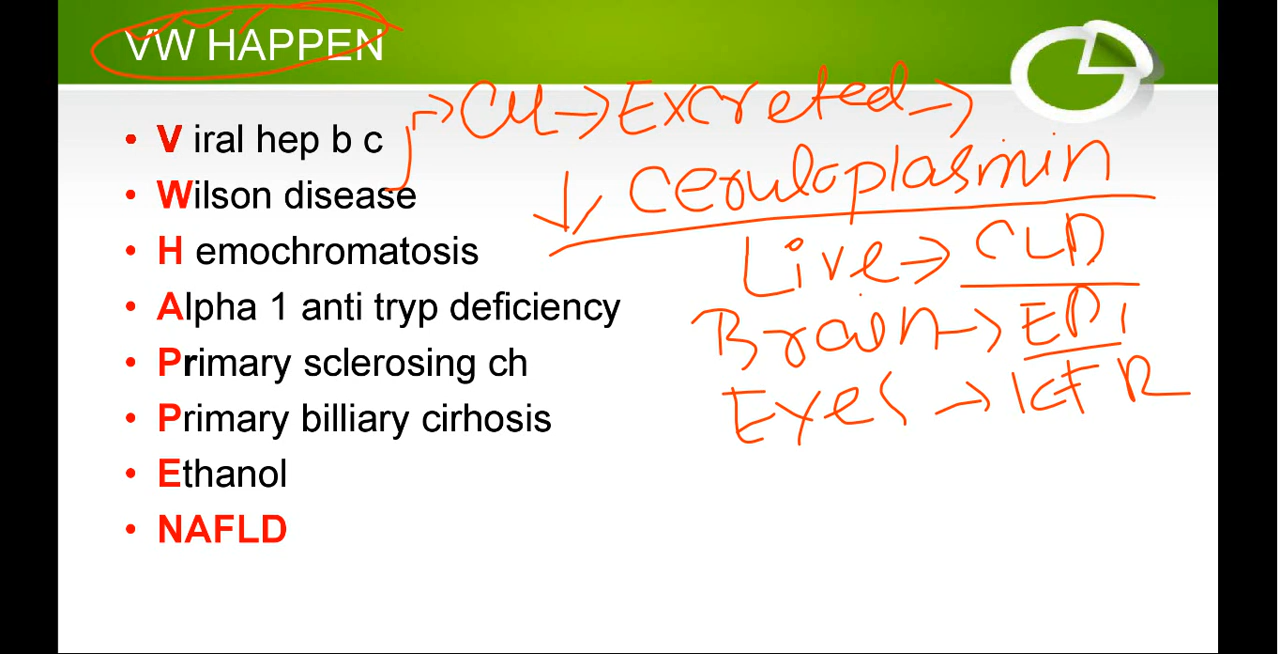 VW HAPPEN
• V iral hep b c
• Wilson disease
• H emochromatosis
• Alpha 1 anti tryp deficiency
• Primary sclerosing ch
• Primary billiary cirhosis
• Ethanol
• NAFLD
→ Cu → Excreted →
↓ Ceruloplasmin
Live → CLD
Brain → EPI
Eyes → KFR